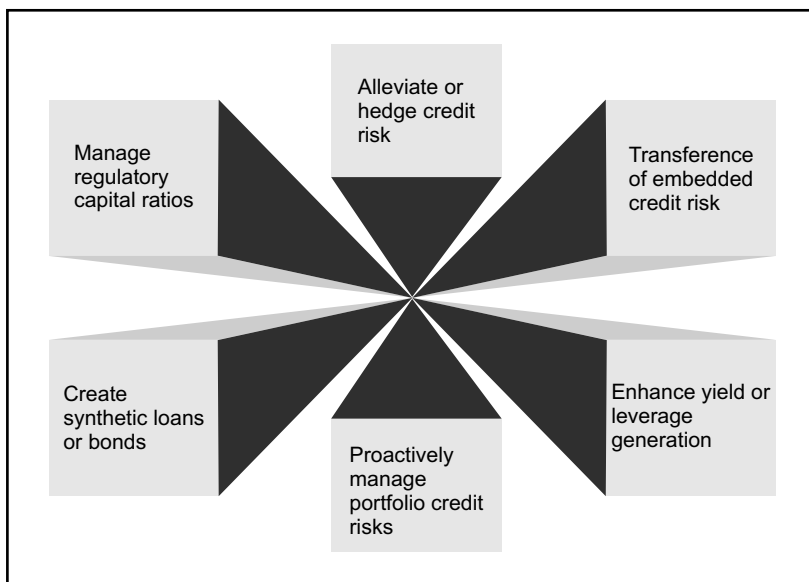 Alleviate or
hedge credit
risk
Manage
regulatory
capital ratios
Transference
of embedded
credit risk
Create
synthetic loans
or bonds
Enhance yield or
leverage
generation
Proactively
manage
portfolio credit
risks